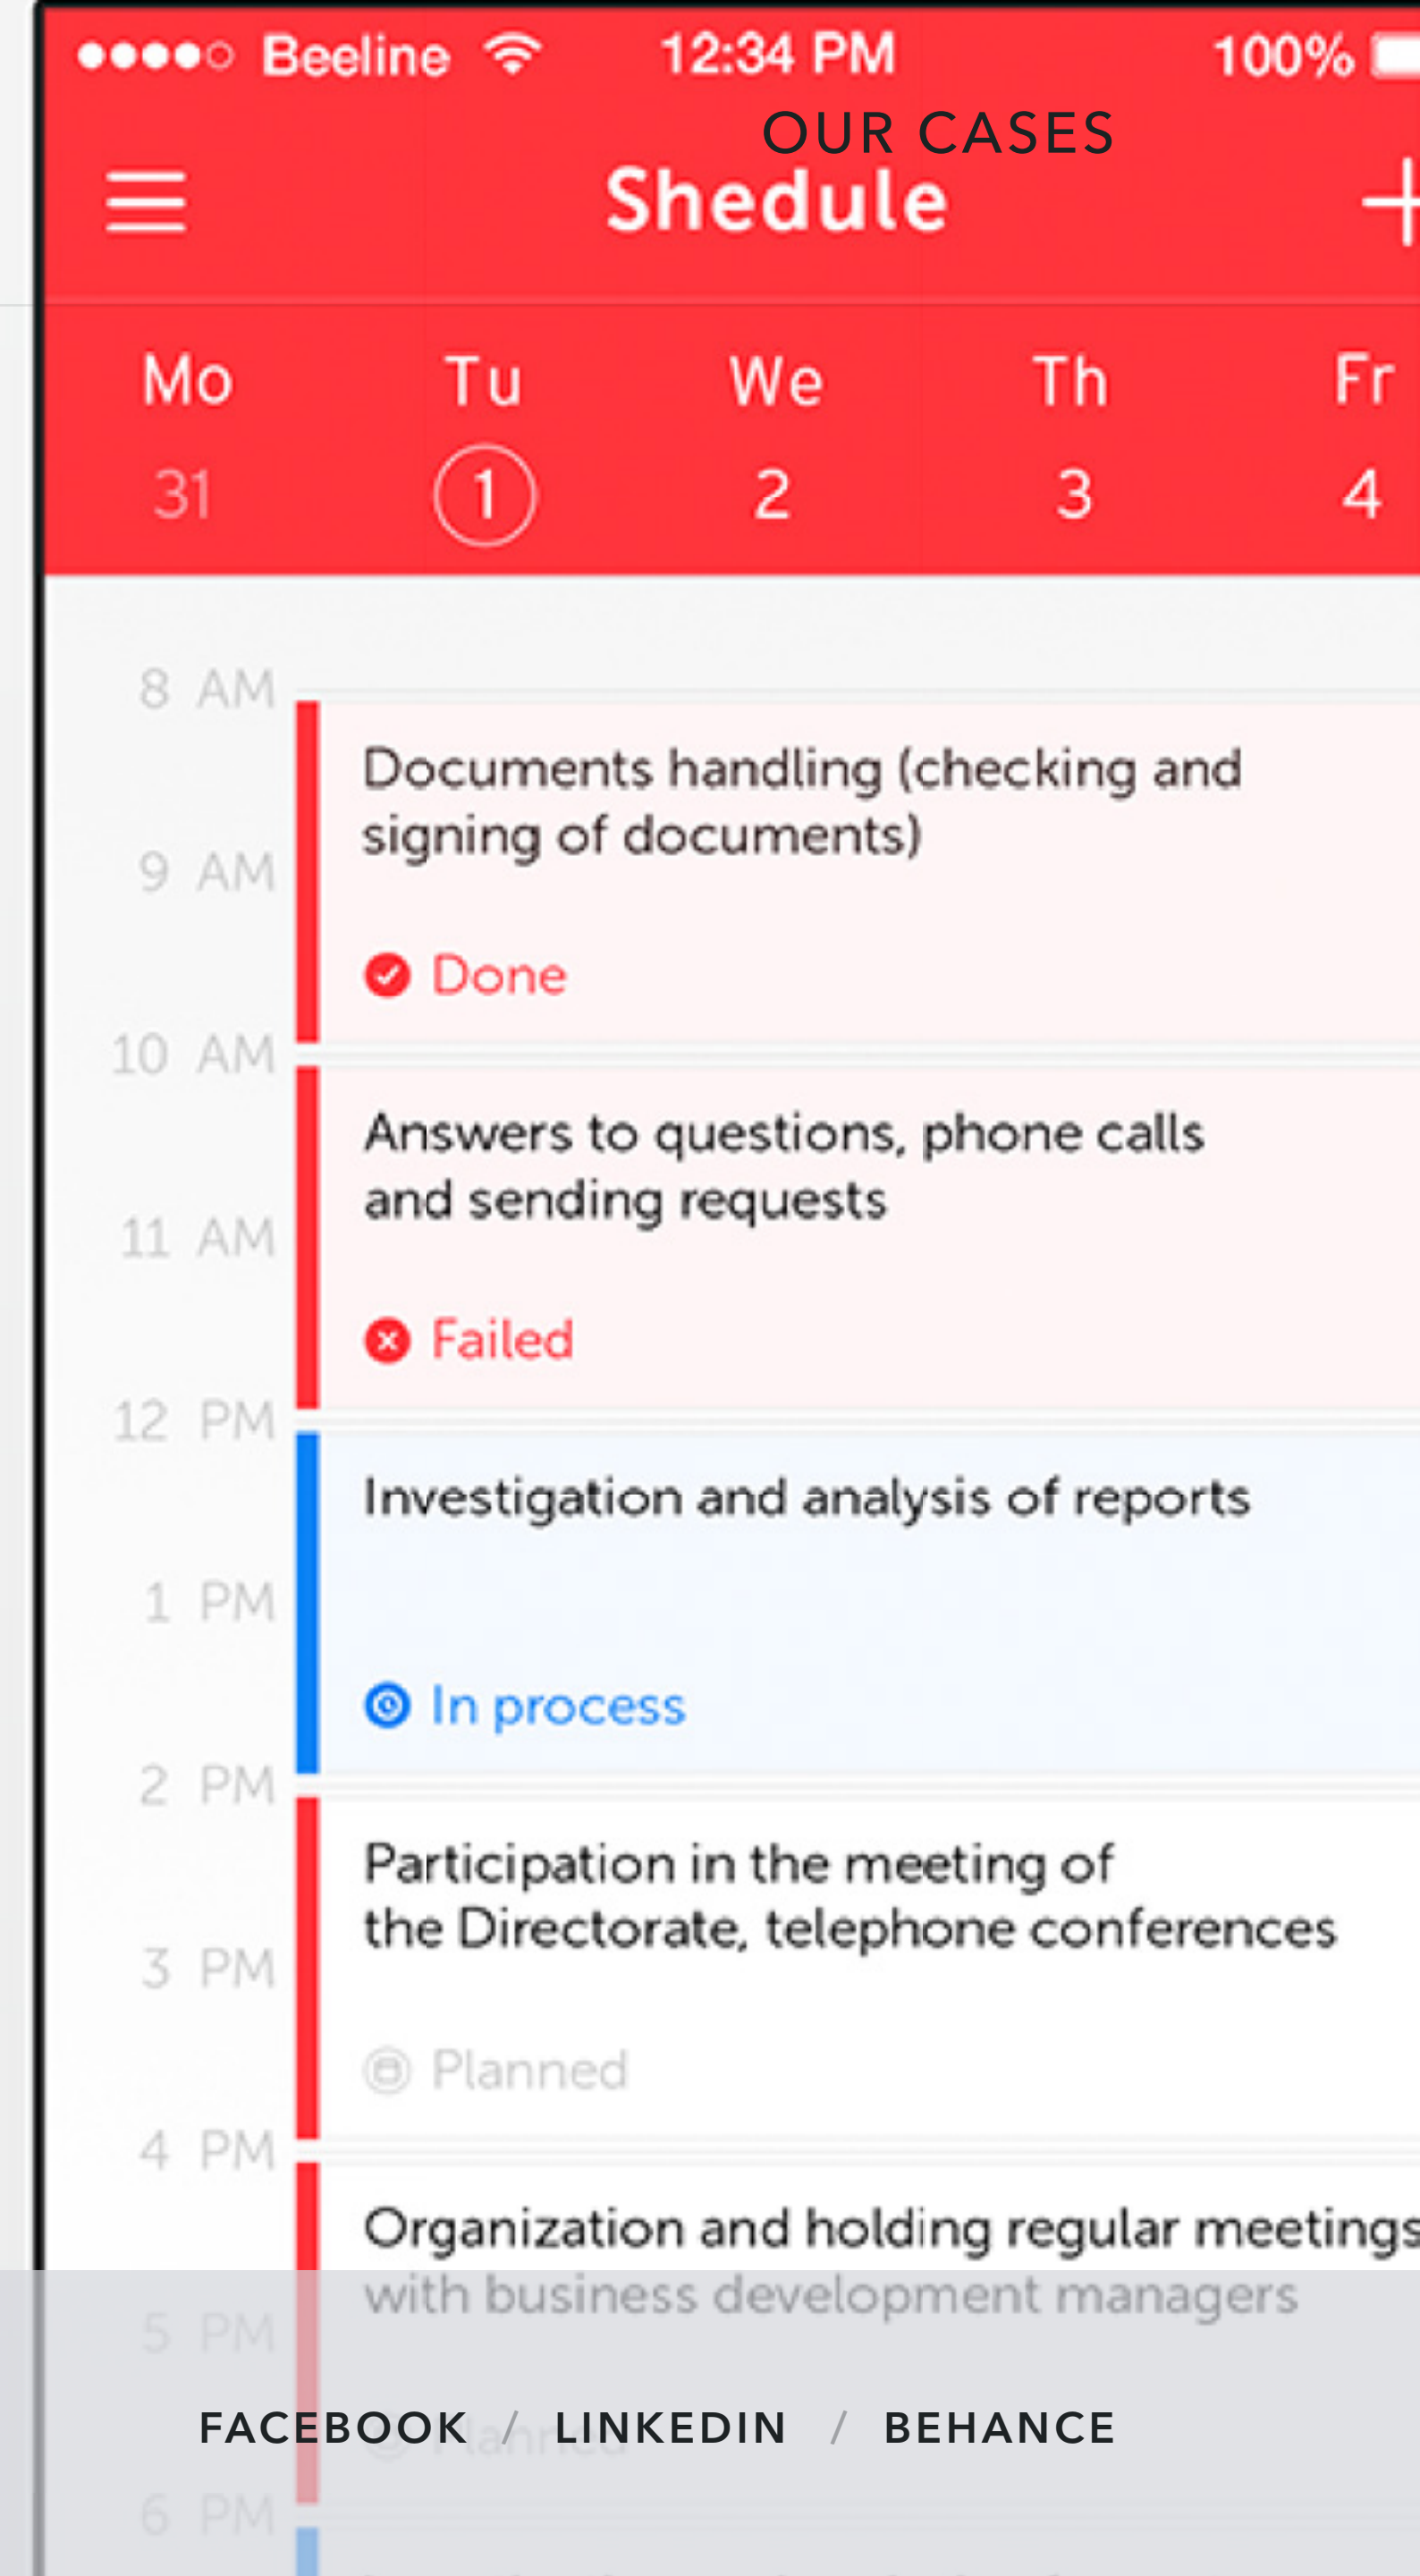 Beeline 12:34 PM 100%
OUR CASES
Shedule
Mo Tu We Th Fr
31 1 2 3 4
8 AM
Documents handling (checking and
signing of documents)
9 AM
Done
10 AM
Answers to questions, phone calls
and sending requests
11 AM
Failed
12 PM
Investigation and analysis of reports
1 PM
In process
2 PM
Participation in the meeting of
the Directorate, telephone conferences
3 PM
Planned
4 PM
Organization and holding regular meetings
with business development managers
5 PM
Planned
FACEBOOK / LINKEDIN / BEHANCE
6 PM